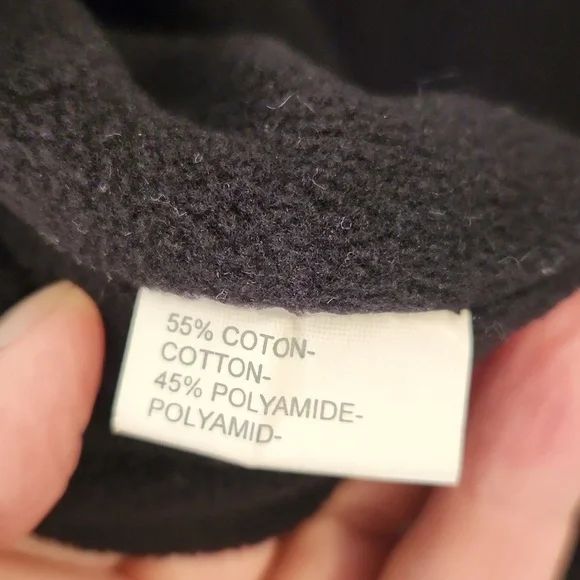 55% COTON-
COTTON-
45% POLYAMIDE-
POLYAMID-